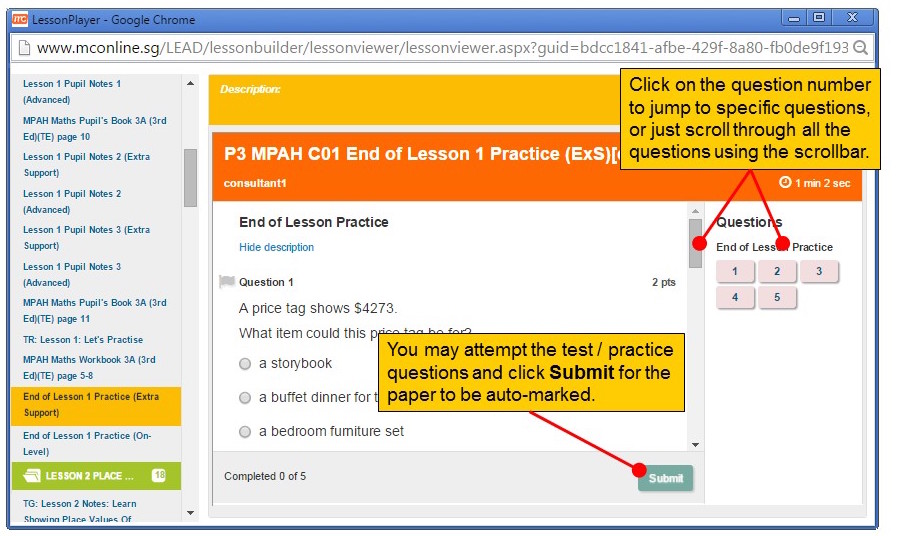 LessonPlayer - Google Chrome
www.mconline.sg/LEAD/lessonbuilder/lessonviewer/lessonviewer.aspx?guid=bdcc1841-afbe-429f-8a80-fb0de9f193
Lesson 1 Pupil Notes 1
(Advanced)
MPAH Maths Pupil's Book 3A (3rd
Ed)(TE) page 10
Lesson 1 Pupil Notes 2 (Extra
Support)
Lesson 1 Pupil Notes 2
(Advanced)
Lesson 1 Pupil Notes 3 (Extra
Support)
Lesson 1 Pupil Notes 3
(Advanced)
MPAH Maths Pupil's Book 3A (3rd
Ed)(TE) page 11
TR: Lesson 1: Let's Practise
MPAH Maths Workbook 3A (3rd
Ed)(TE) page 5-8
End of Lesson 1 Practice (Extra
Support)
End of Lesson 1 Practice (On-
Level)
LESSON 2 PLACE ... 18
TG: Lesson 2 Notes: Learn
Showing Place Values Of
Description:
P3 MPAH C01 End of Lesson 1 Practice (ExS)[
consultant1
1 min 2 sec
End of Lesson Practice
Hide description
Question 1
2 pts
A price tag shows $4273.
What item could this price tag be for?
a storybook
a buffet dinner for
a bedroom furniture set
Completed 0 of 5
Submit
Questions
End of Lesson Practice
1 2 3
4 5
Click on the question number
to jump to specific questions,
or just scroll through all the
questions using the scrollbar.
You may attempt the test / practice
questions and click Submit for the
paper to be auto-marked.